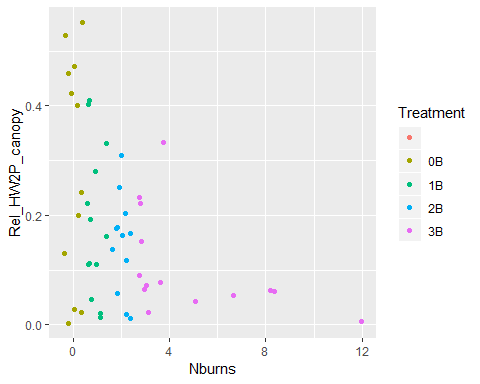 Rel_HW2P_canopy
0.4
0.2
0.0
0
4
8
12
Nburns
Treatment
0B
1B
2B
3B